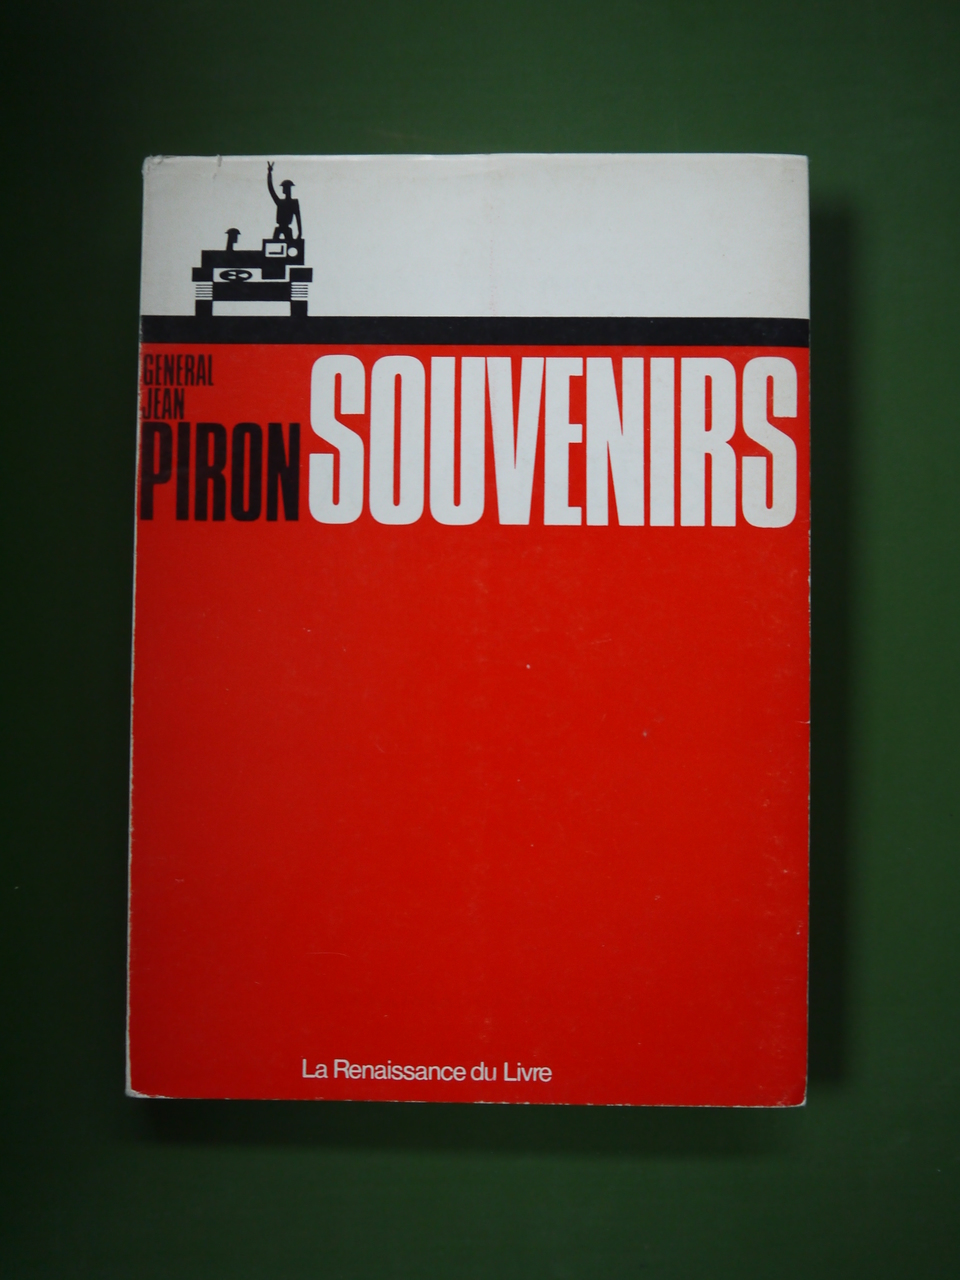 GENERAL
JEAN
PIRON
SOUVENIRS
La Renaissance du Livre